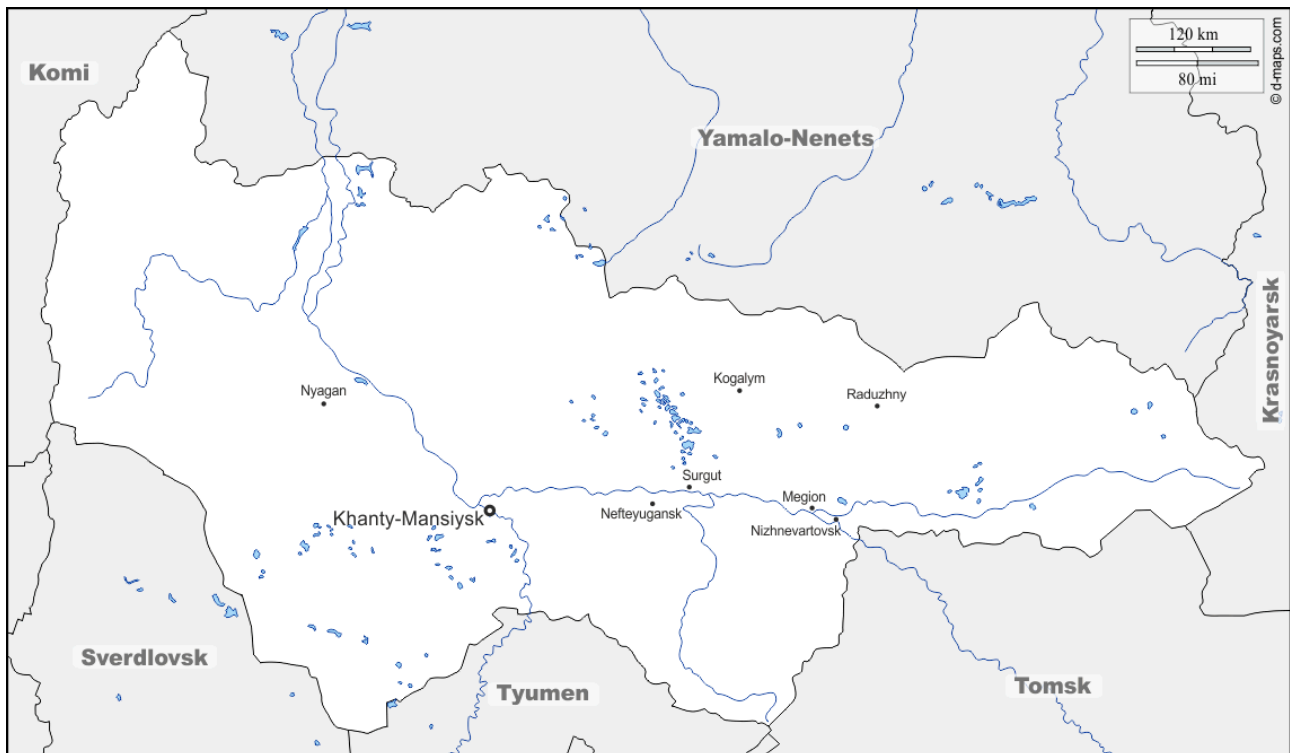 120 km
80 mi
© d-maps.com
Komi
Yamalo-Nenets
Krasnoyarsk
Kogalym
Raduzhny
Nyagan
Surgut
Megion
Nefteyugansk
Khanty-Mansiysk
Nizhnevartovsk
Sverdlovsk
Tyumen
Tomsk